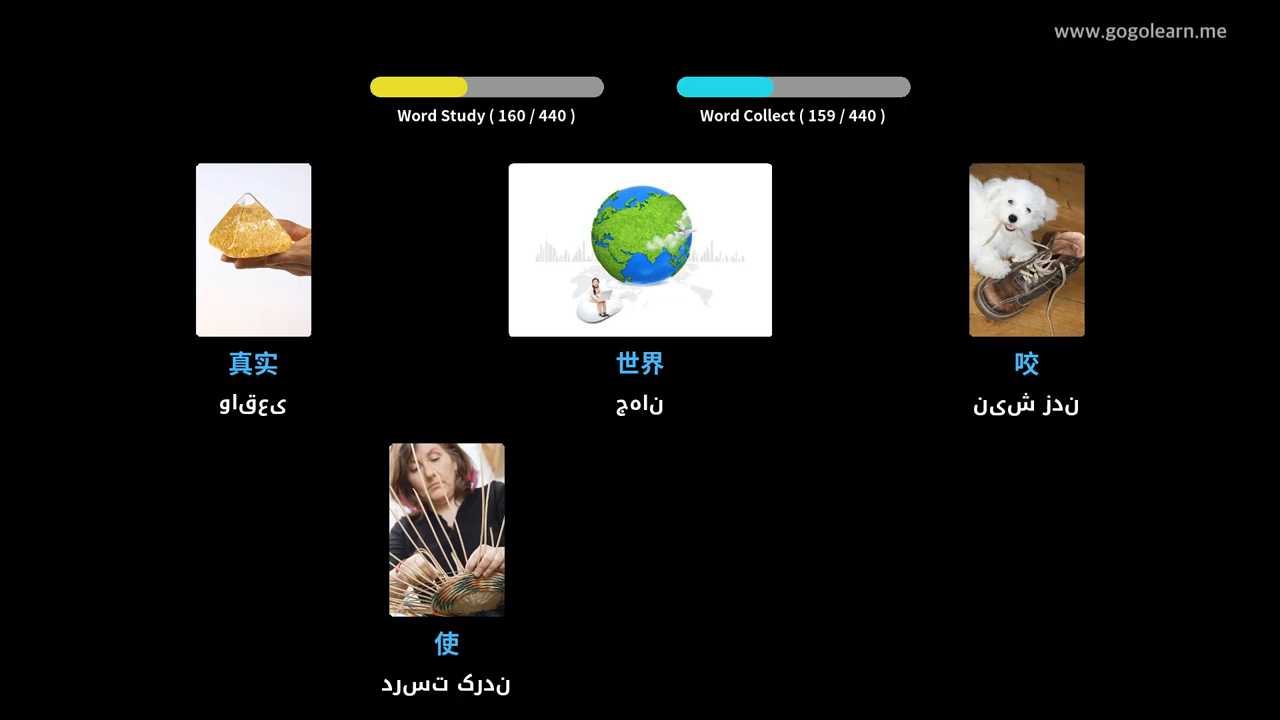 www.gogolearn.me
Word Study ( 160 / 440 )
Word Collect ( 159 / 440 )
真实
واقعی
世界
جهان
咬
نیش زدن
使
درست کردن